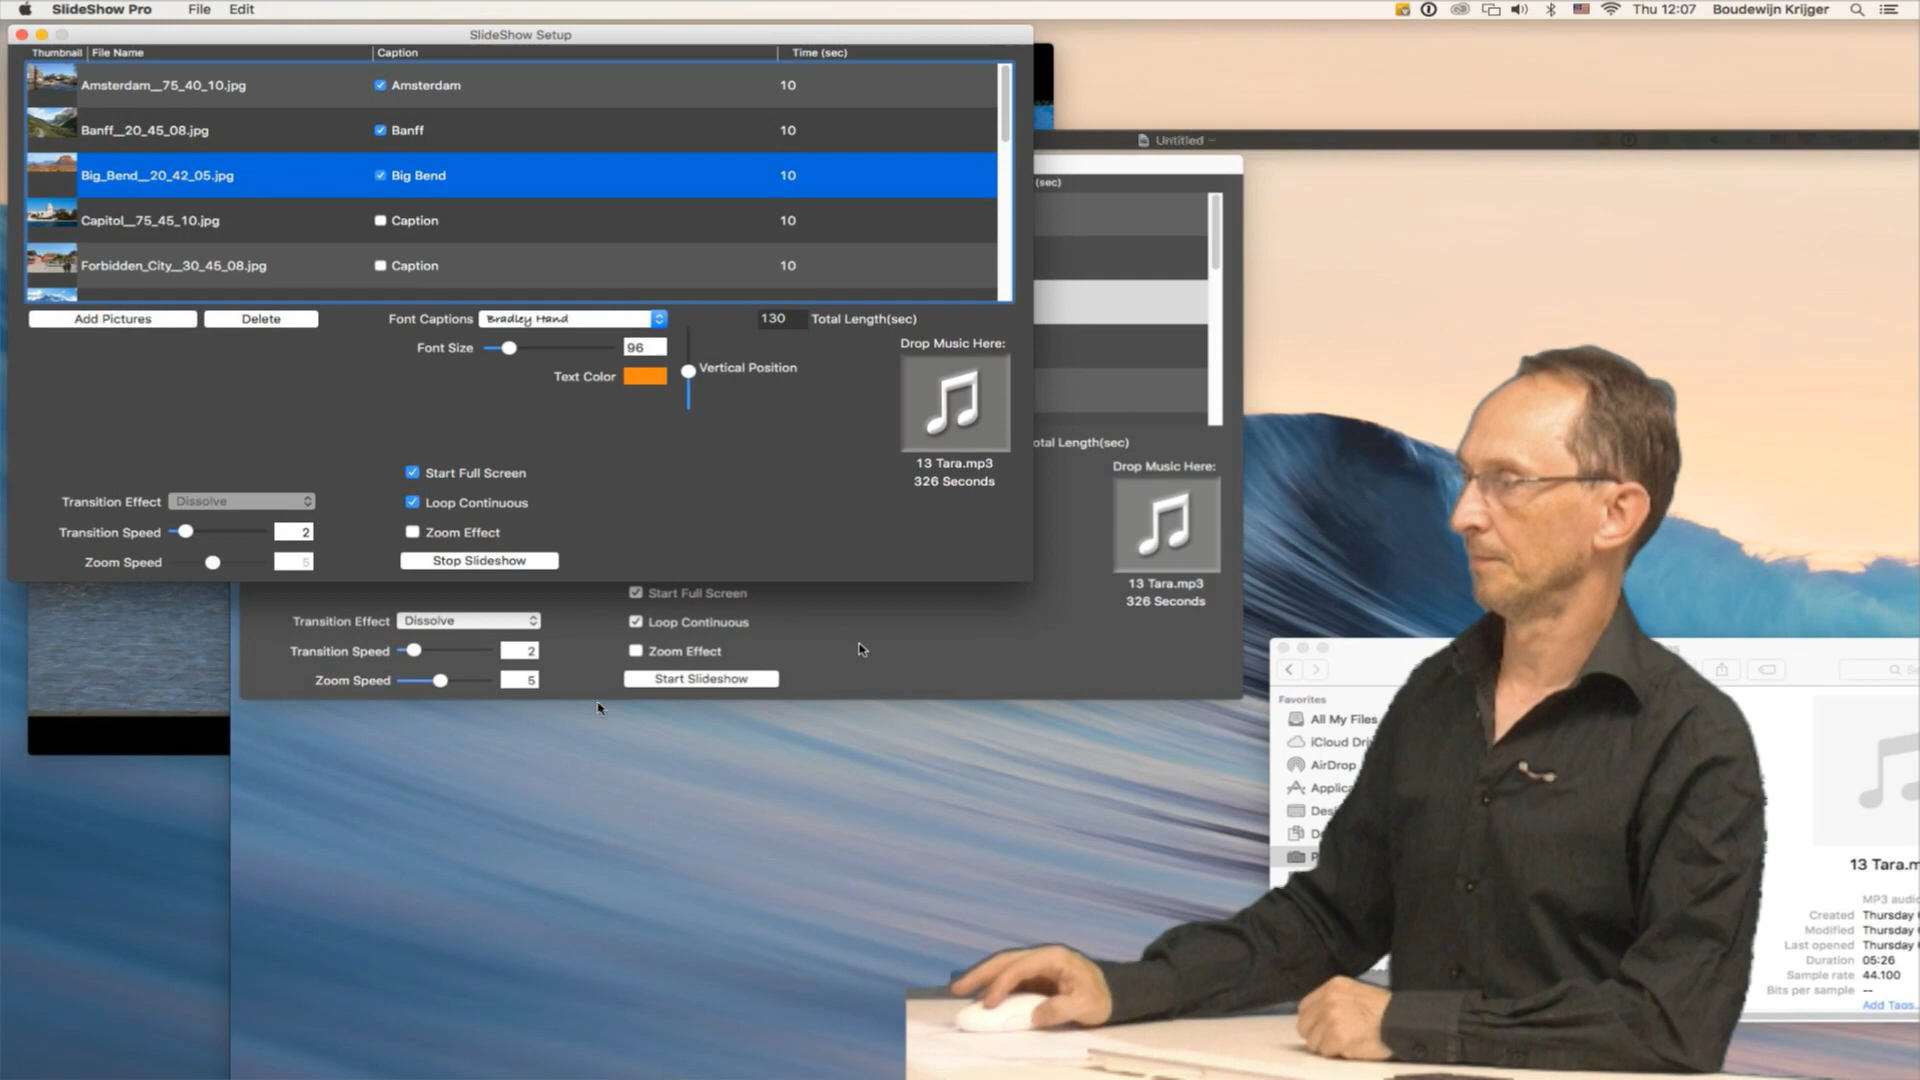 SlideShow Pro File Edit Thu 12:07 Boudewijn Krijger
SlideShow Setup
Thumbnail File Name Caption Time (sec)
Amsterdam__75_40_10.jpg Amsterdam 10
Banff__20_45_08.jpg Banff 10
Big_Bend__20_42_05.jpg Big Bend 10
Capitol__75_45_10.jpg Caption 10
Forbidden_City__30_45_08.jpg Caption 10
Add Pictures Delete Font Captions Bradley Hand 130 Total Length(sec)
Font Size 96
Text Color
Vertical Position
Drop Music Here:
13 Tara.mp3
326 Seconds
Start Full Screen
Transition Effect Dissolve Loop Continuous
Transition Speed 2 Zoom Effect
Zoom Speed 5 Stop Slideshow
Untitled
(sec)
otal Length(sec)
Drop Music Here:
13 Tara.mp3
326 Seconds
Start Full Screen
Transition Effect Dissolve Loop Continuous
Transition Speed 2 Zoom Effect
Zoom Speed 5 Start Slideshow
Favorites
All My Files
iCloud Dri
AirDrop
Applica
Des
D
P
13 Tara.m
MP3 audio
Created Thursday
Modified Thursday
Last opened Thursday
Duration 05:26
Sample rate 44.100
Bits per sample --
Add Tags...